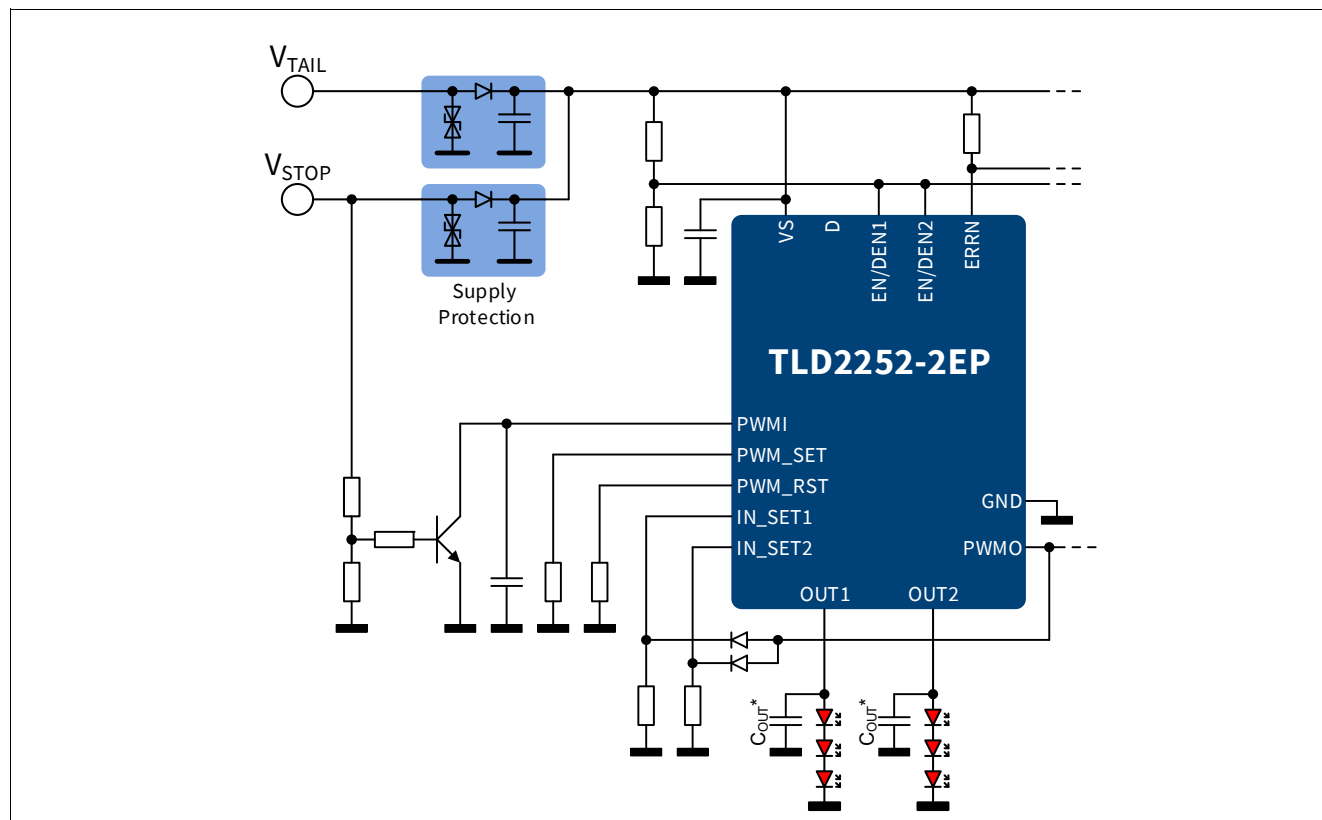 VTAIL
VSTOP
Supply
Protection
VS
D
EN/DEN1
EN/DEN2
ERRN
TLD2252-2EP
PWMI
PWM_SET
PWM_RST
IN_SET1
IN_SET2
GND
PWMO
OUT1
OUT2
COUT*
COUT*